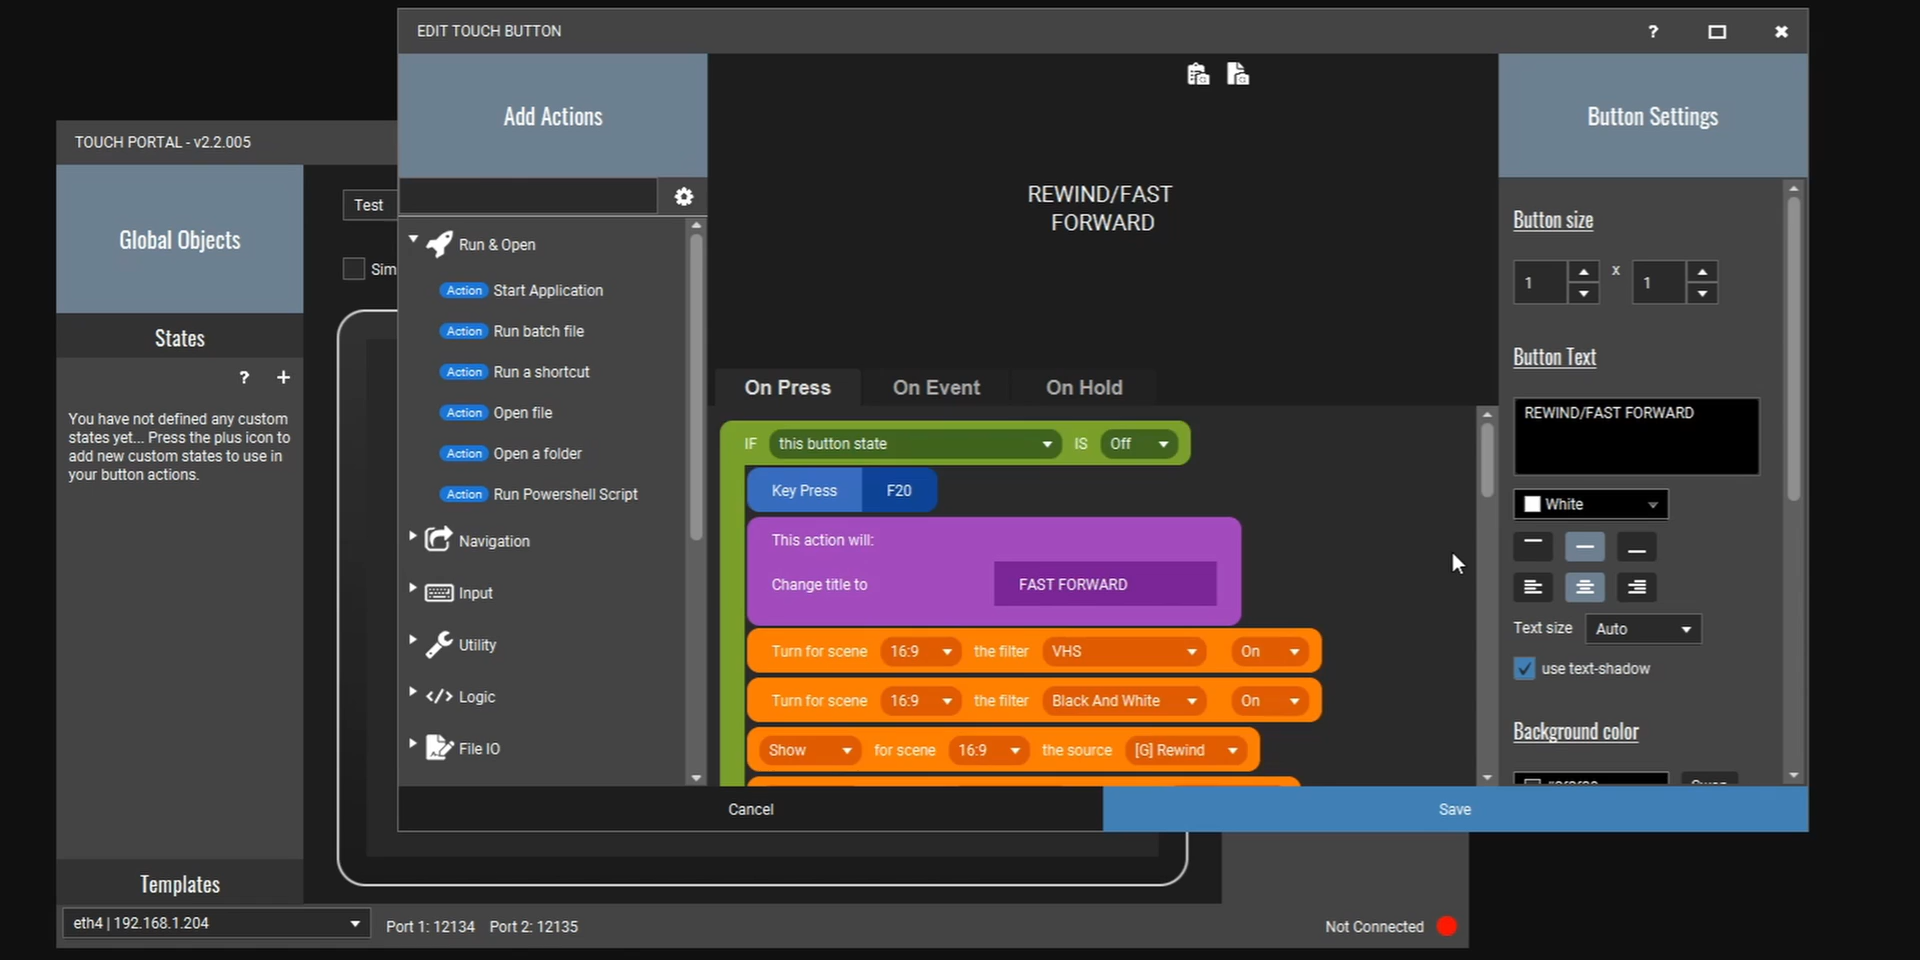 EDIT TOUCH BUTTON
?
TOUCH PORTAL - v2.2.005
Global Objects
States
? +
You have not defined any custom
states yet... Press the plus icon to
add new custom states to use in
your button actions.
Templates
eth4 | 192.168.1.204
Port 1: 12134 Port 2: 12135
Not Connected
Test
Sim
Add Actions
Run & Open
Action Start Application
Action Run batch file
Action Run a shortcut
Action Open file
Action Open a folder
Action Run Powershell Script
Navigation
Input
Utility
</> Logic
File IO
REWIND/FAST
FORWARD
On Press On Event On Hold
IF this button state IS Off
Key Press F20
This action will:
Change title to FAST FORWARD
Turn for scene 16:9 the filter VHS On
Turn for scene 16:9 the filter Black And White On
Show for scene 16:9 the source [G] Rewind
Cancel
Save
Button Settings
Button size
1 x 1
Button Text
REWIND/FAST FORWARD
White
Text size Auto
use text-shadow
Background color